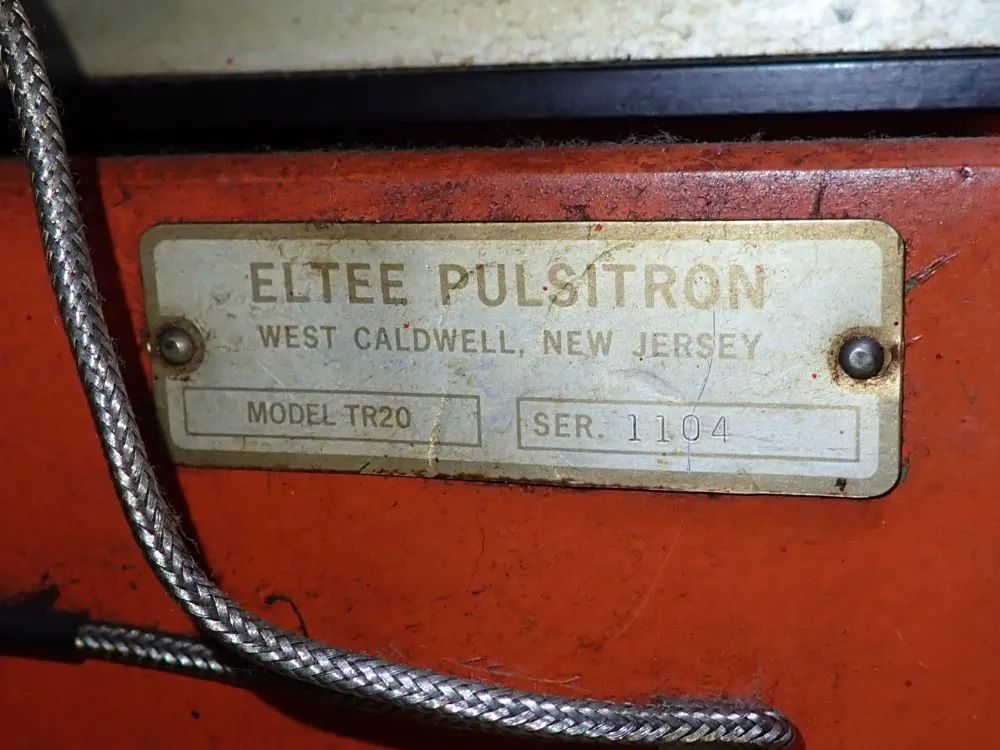 ELTEE PULSITRON
WEST CALDWELL, NEW JERSEY
MODEL TR20
SER. 1104